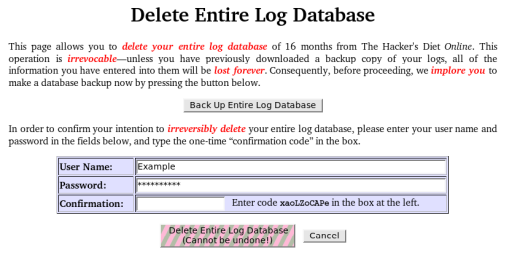 Delete Entire Log Database
This page allows you to delete your entire log database of 16 months from The Hacker's Diet Online. This
operation is irrevocable—unless you have previously downloaded a backup copy of your logs, all of the
information you have entered into them will be lost forever. Consequently, before proceeding, we implore you to
make a database backup now by pressing the button below.
Back Up Entire Log Database
In order to confirm your intention to irreversibly delete your entire log database, please enter your user name and
password in the fields below, and type the one-time “confirmation code” in the box.
User Name: Example
Password: **********
Confirmation: Enter code xaoLZoCAPe in the box at the left.
Delete Entire Log Database
(Cannot be undone!) Cancel